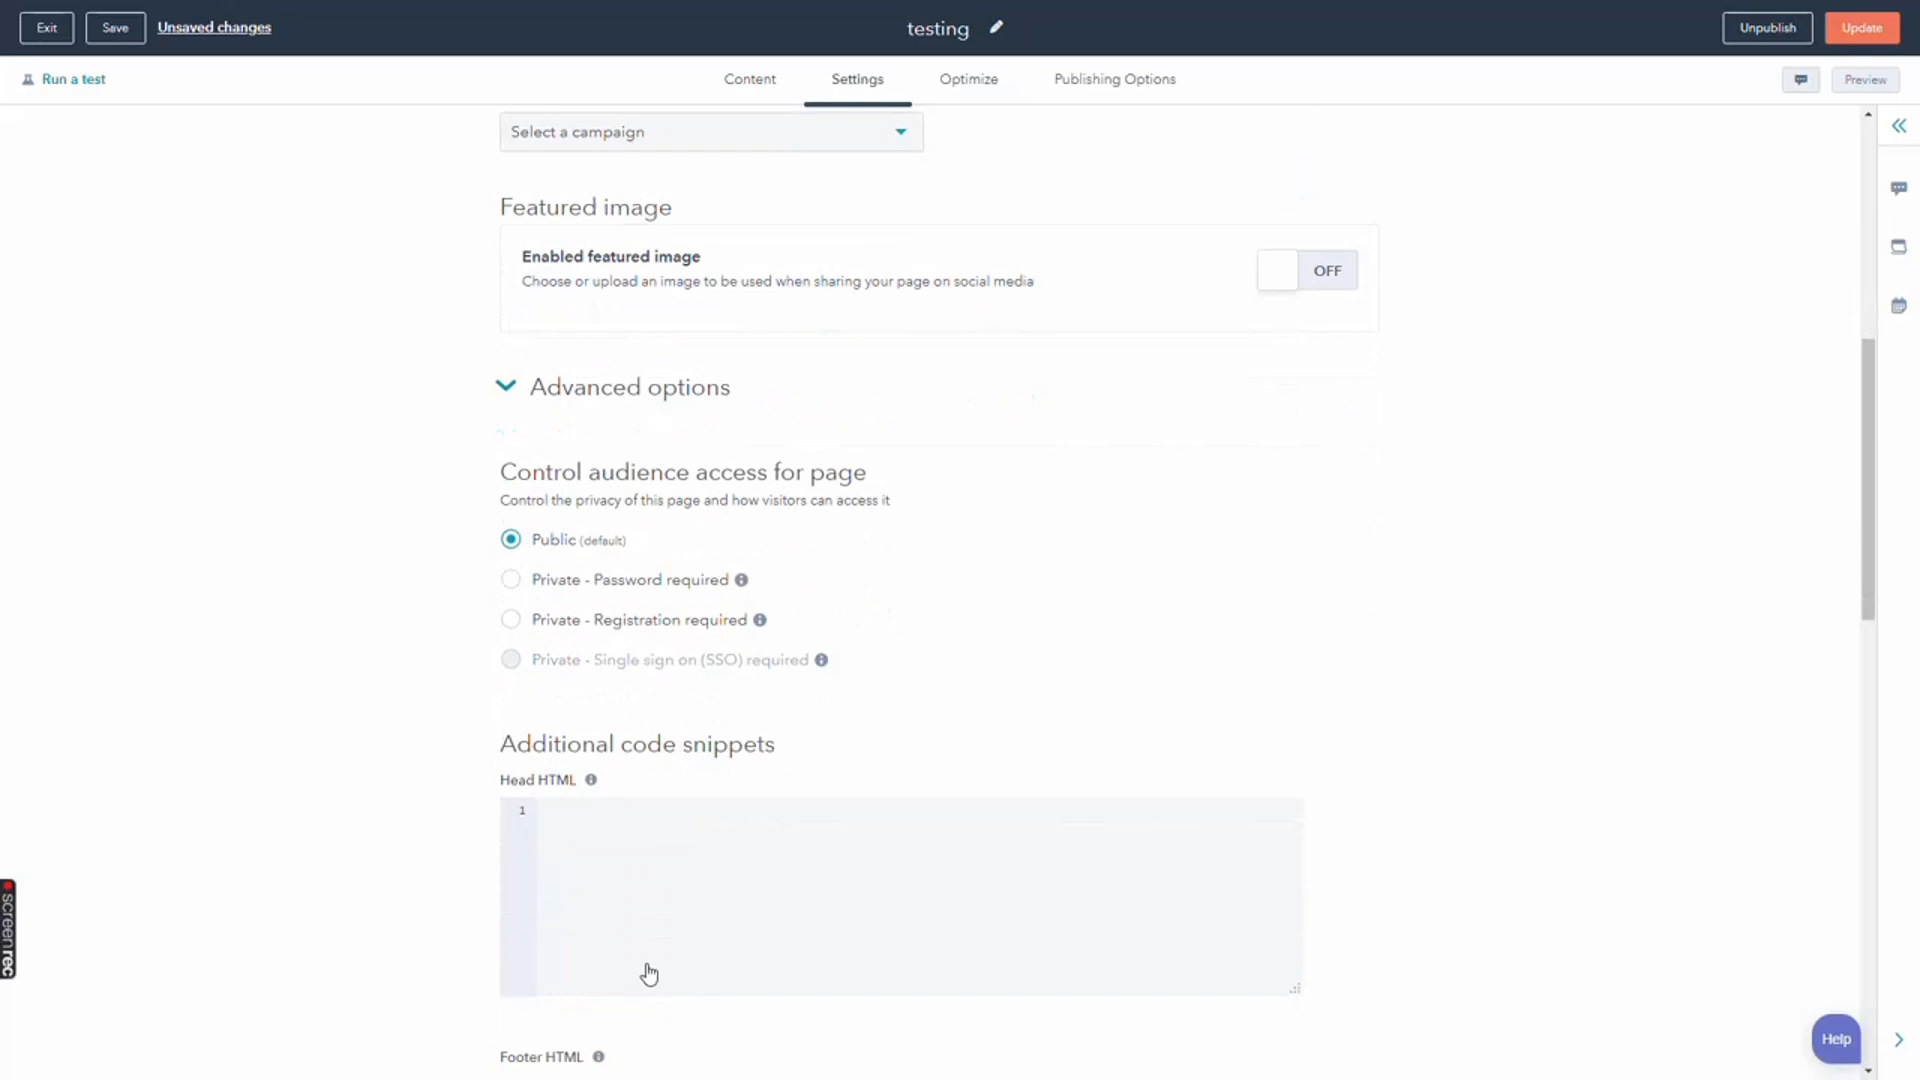 Exit
Save
Unsaved changes
testing
Unpublish
Update
Run a test
Content
Settings
Optimize
Publishing Options
Preview
Select a campaign
Featured image
Enabled featured image
Choose or upload an image to be used when sharing your page on social media
OFF
Advanced options
Control audience access for page
Control the privacy of this page and how visitors can access it
Public (default)
Private - Password required
Private - Registration required
Private - Single sign on (SSO) required
Additional code snippets
Head HTML
1
screenrec
Footer HTML
Help